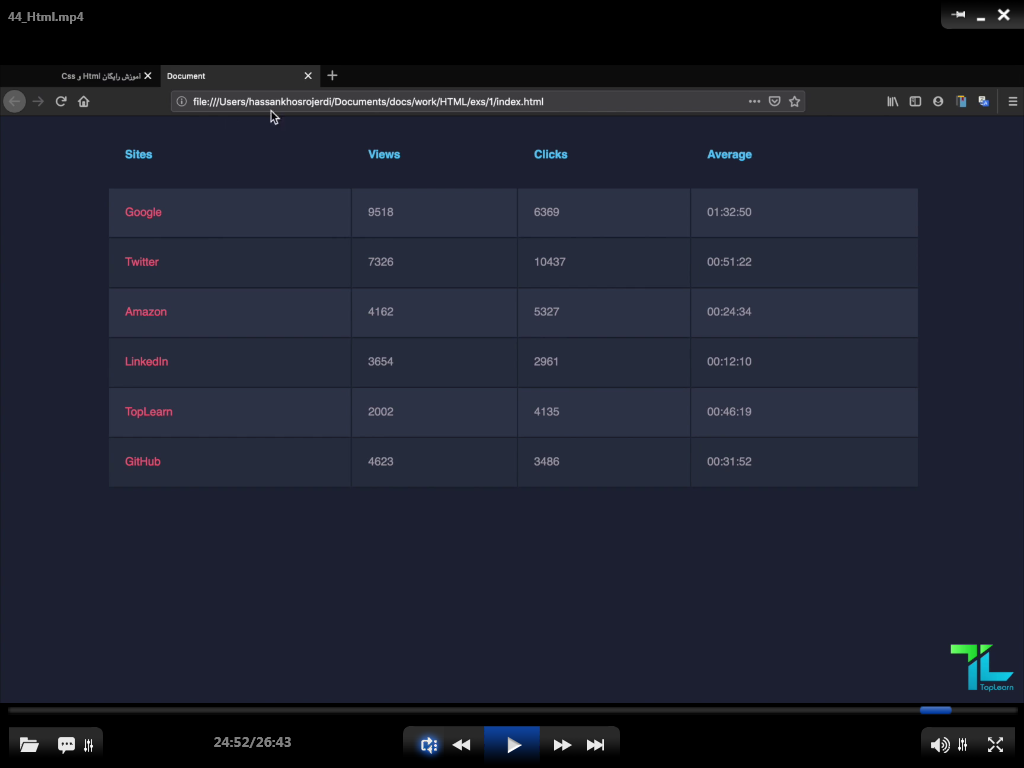 44_Html.mp4
آموزش رایگان Html و Css
Document
file:///Users/hassankhosrojerdi/Documents/docs/work/HTML/exs/1/index.html
Sites Views Clicks Average
Google 9518 6369 01:32:50
Twitter 7326 10437 00:51:22
Amazon 4162 5327 00:24:34
LinkedIn 3654 2961 00:12:10
TopLearn 2002 4135 00:46:19
GitHub 4623 3486 00:31:52
TL
TopLearn
24:52/26:43